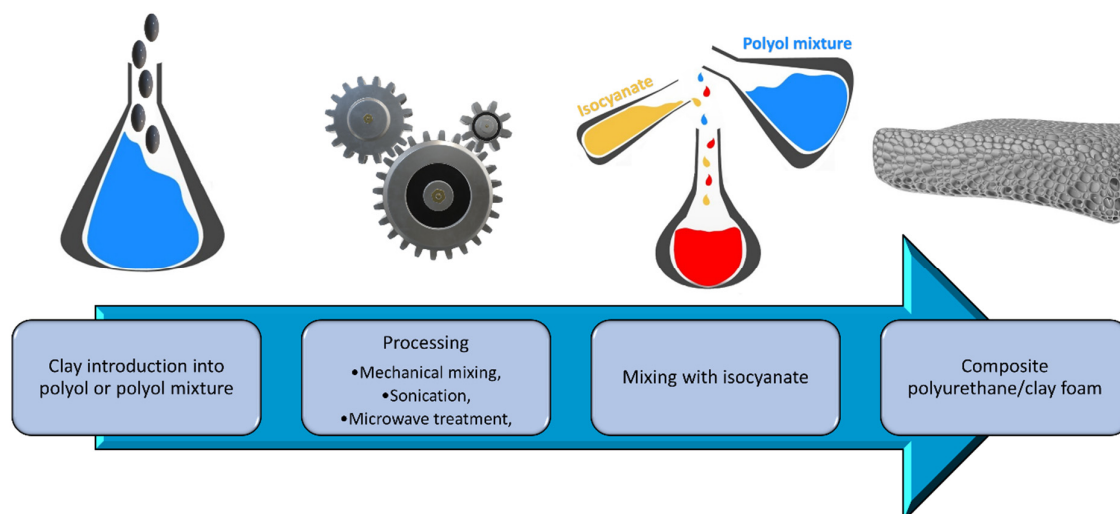 Polyol mixture
Isocyanate
Clay introduction into
polyol or polyol mixture
Processing
•Mechanical mixing,
•Sonication,
•Microwave treatment,
Mixing with isocyanate
Composite
polyurethane/clay foam